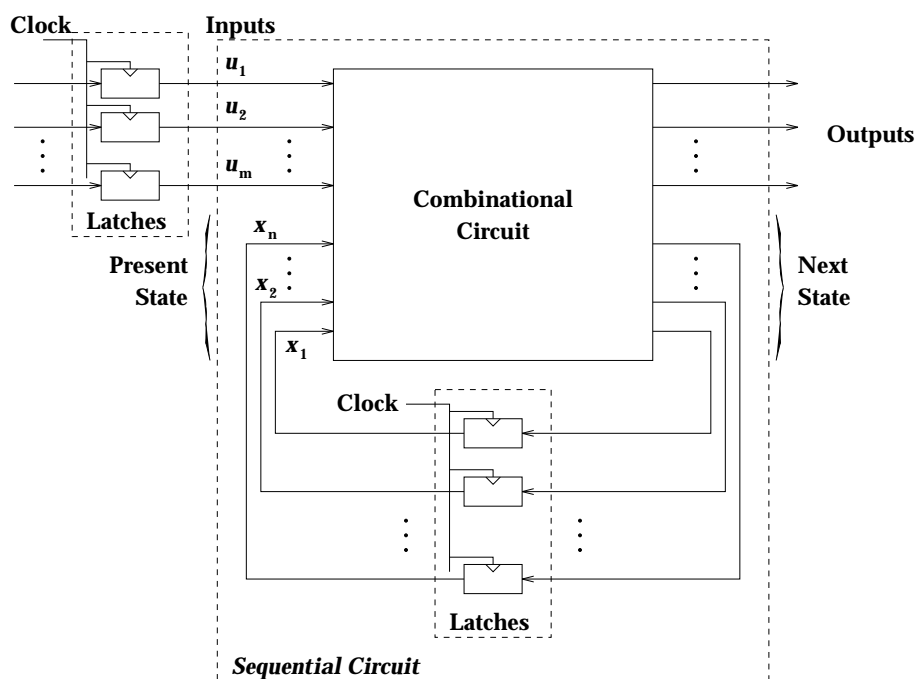 Clock
Inputs
u1
u2
um
Latches
Outputs
Combinational
Circuit
Present
State
xn
x2
x1
Next
State
Clock
Latches
Sequential Circuit